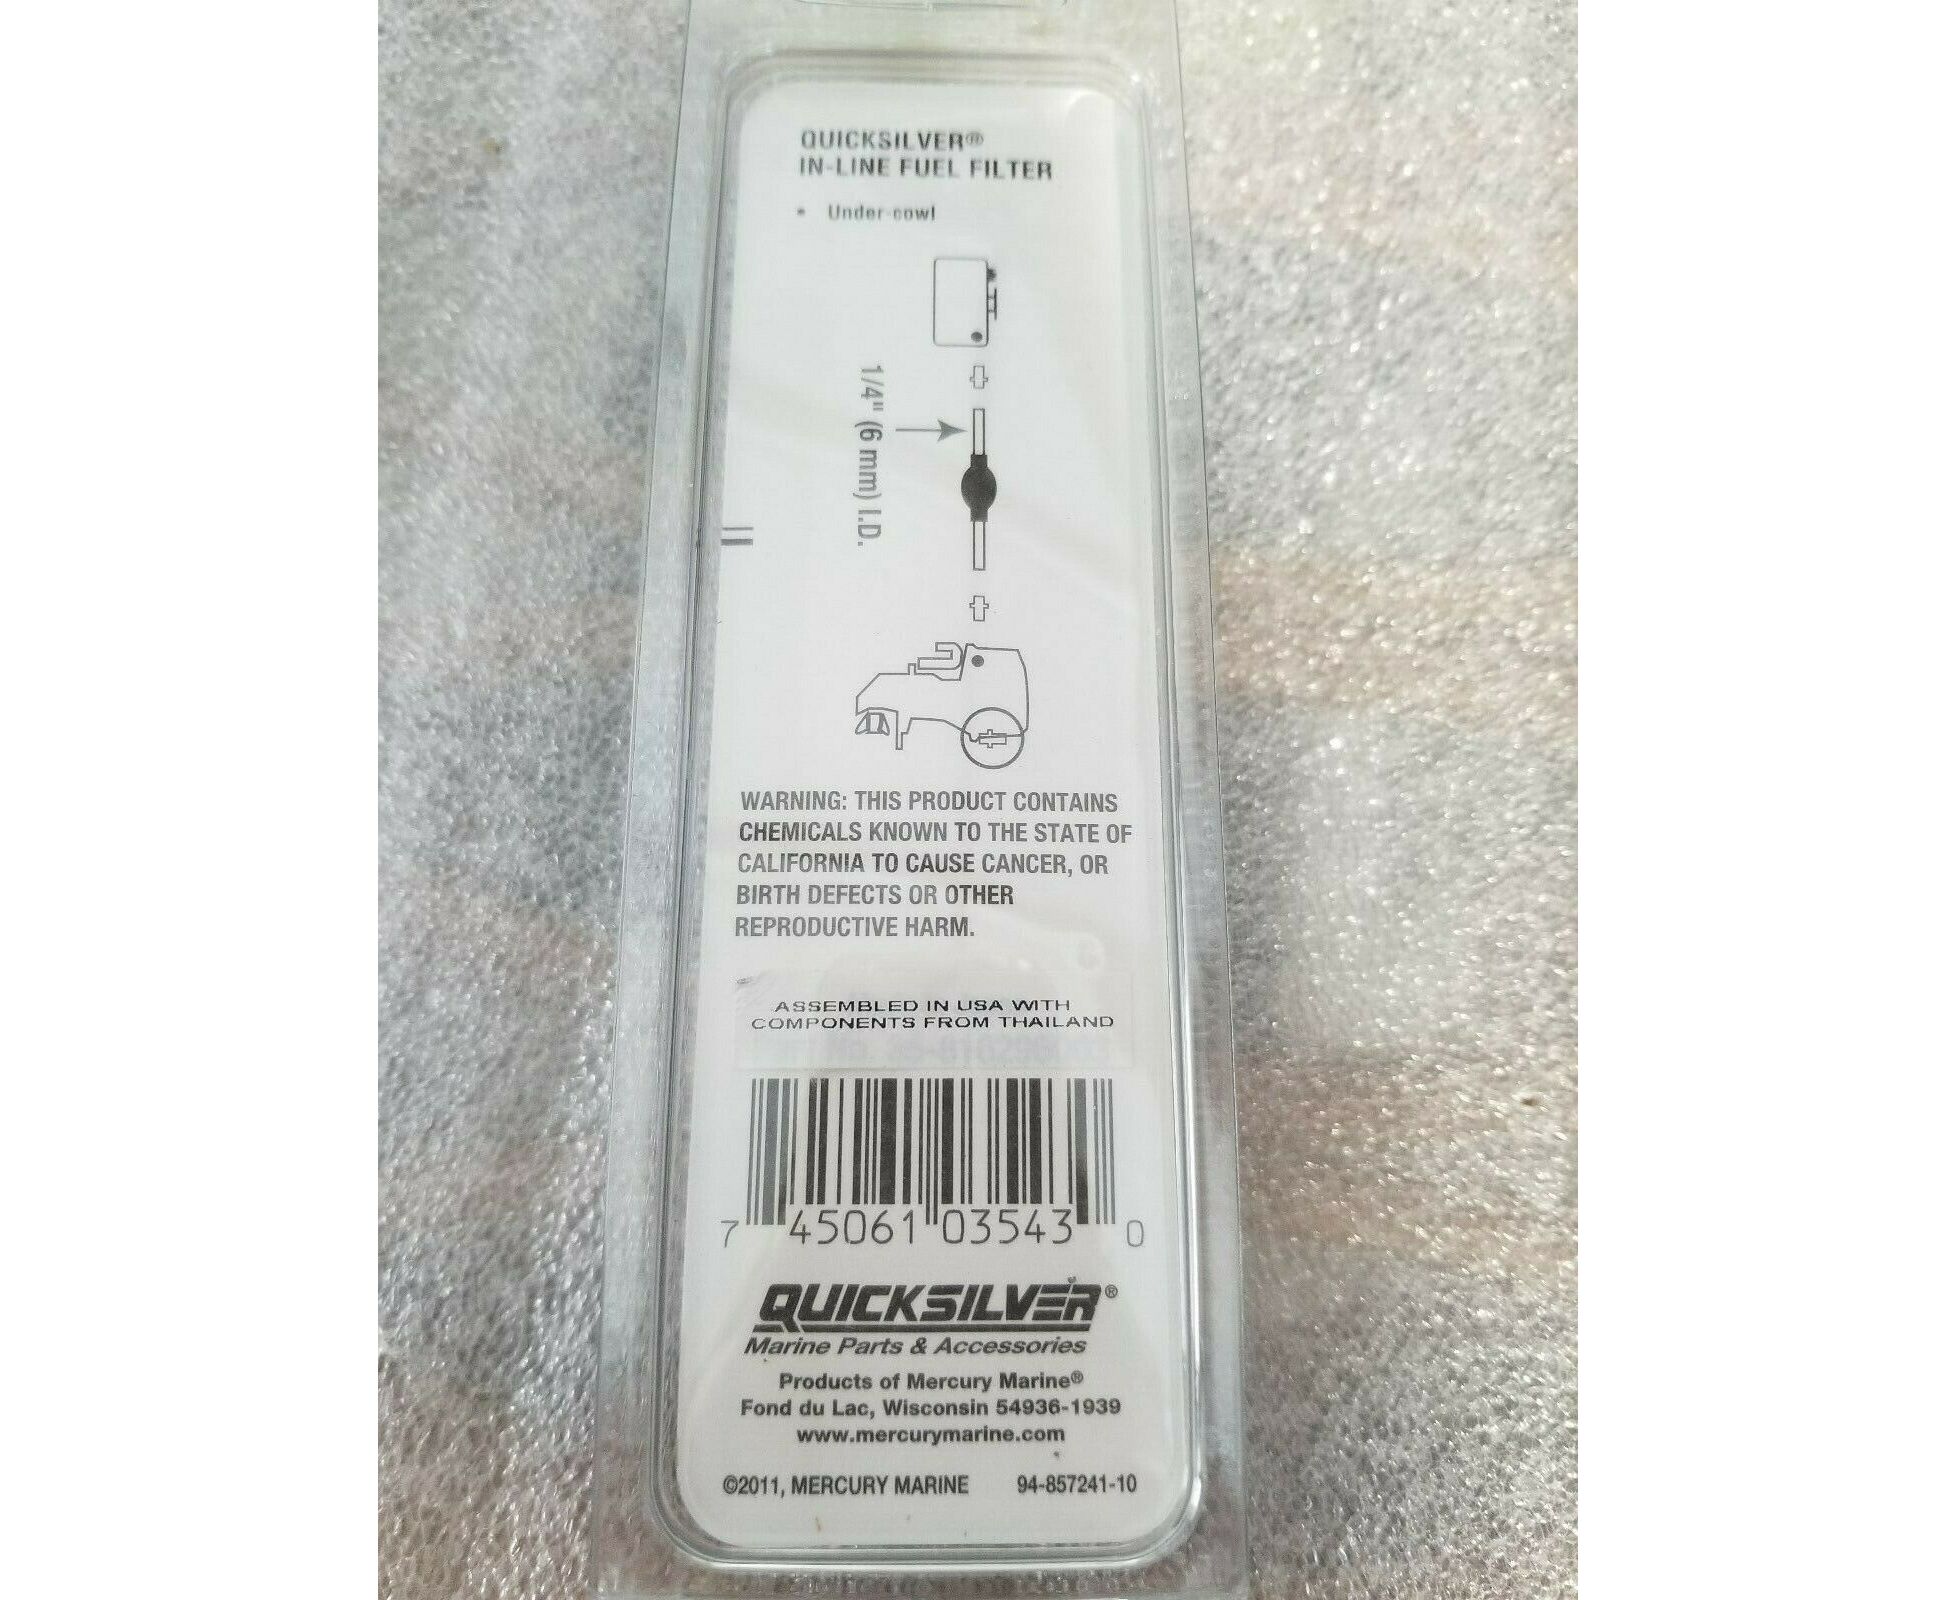 QUICKSILVER®
IN-LINE FUEL FILTER
• Under-cowl
1/4" (6 mm) I.D.
WARNING: THIS PRODUCT CONTAINS
CHEMICALS KNOWN TO THE STATE OF
CALIFORNIA TO CAUSE CANCER, OR
BIRTH DEFECTS OR OTHER
REPRODUCTIVE HARM.
ASSEMBLED IN USA WITH
COMPONENTS FROM THAILAND
7 45061 03543 0
QUICKSILVER®
Marine Parts & Accessories
Products of Mercury Marine®
Fond du Lac, Wisconsin 54936-1939
www.mercurymarine.com
©2011, MERCURY MARINE 94-857241-10